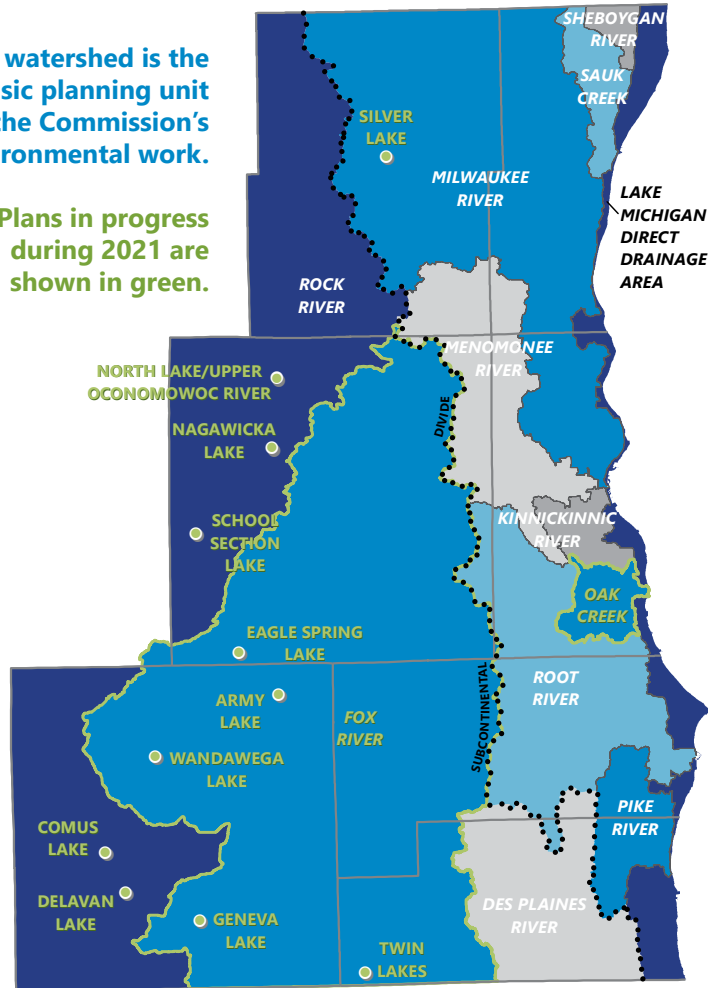 watershed is the
sic planning unit
the Commission's
ronmental work.
Plans in progress
during 2021 are
shown in green.
SHEBOYGAN
RIVER
SAUK
CREEK
SILVER
LAKE
MILWAUKEE
RIVER
LAKE
MICHIGAN
DIRECT
DRAINAGE
AREA
ROCK
RIVER
MENOMONEE
RIVER
NORTH LAKE/UPPER
OCONOMOWOC RIVER
DIVIDE
NAGAWICKA
LAKE
SCHOOL
SECTION
LAKE
KINNICKINNIC
RIVER
OAK
CREEK
EAGLE SPRING
LAKE
ARMY
LAKE
FOX
RIVER
SUBCONTINENTAL
ROOT
RIVER
WANDAWEGA
LAKE
PIKE
RIVER
COMUS
LAKE
DELAVAN
LAKE
GENEVA
LAKE
DES PLAINES
RIVER
TWIN
LAKES